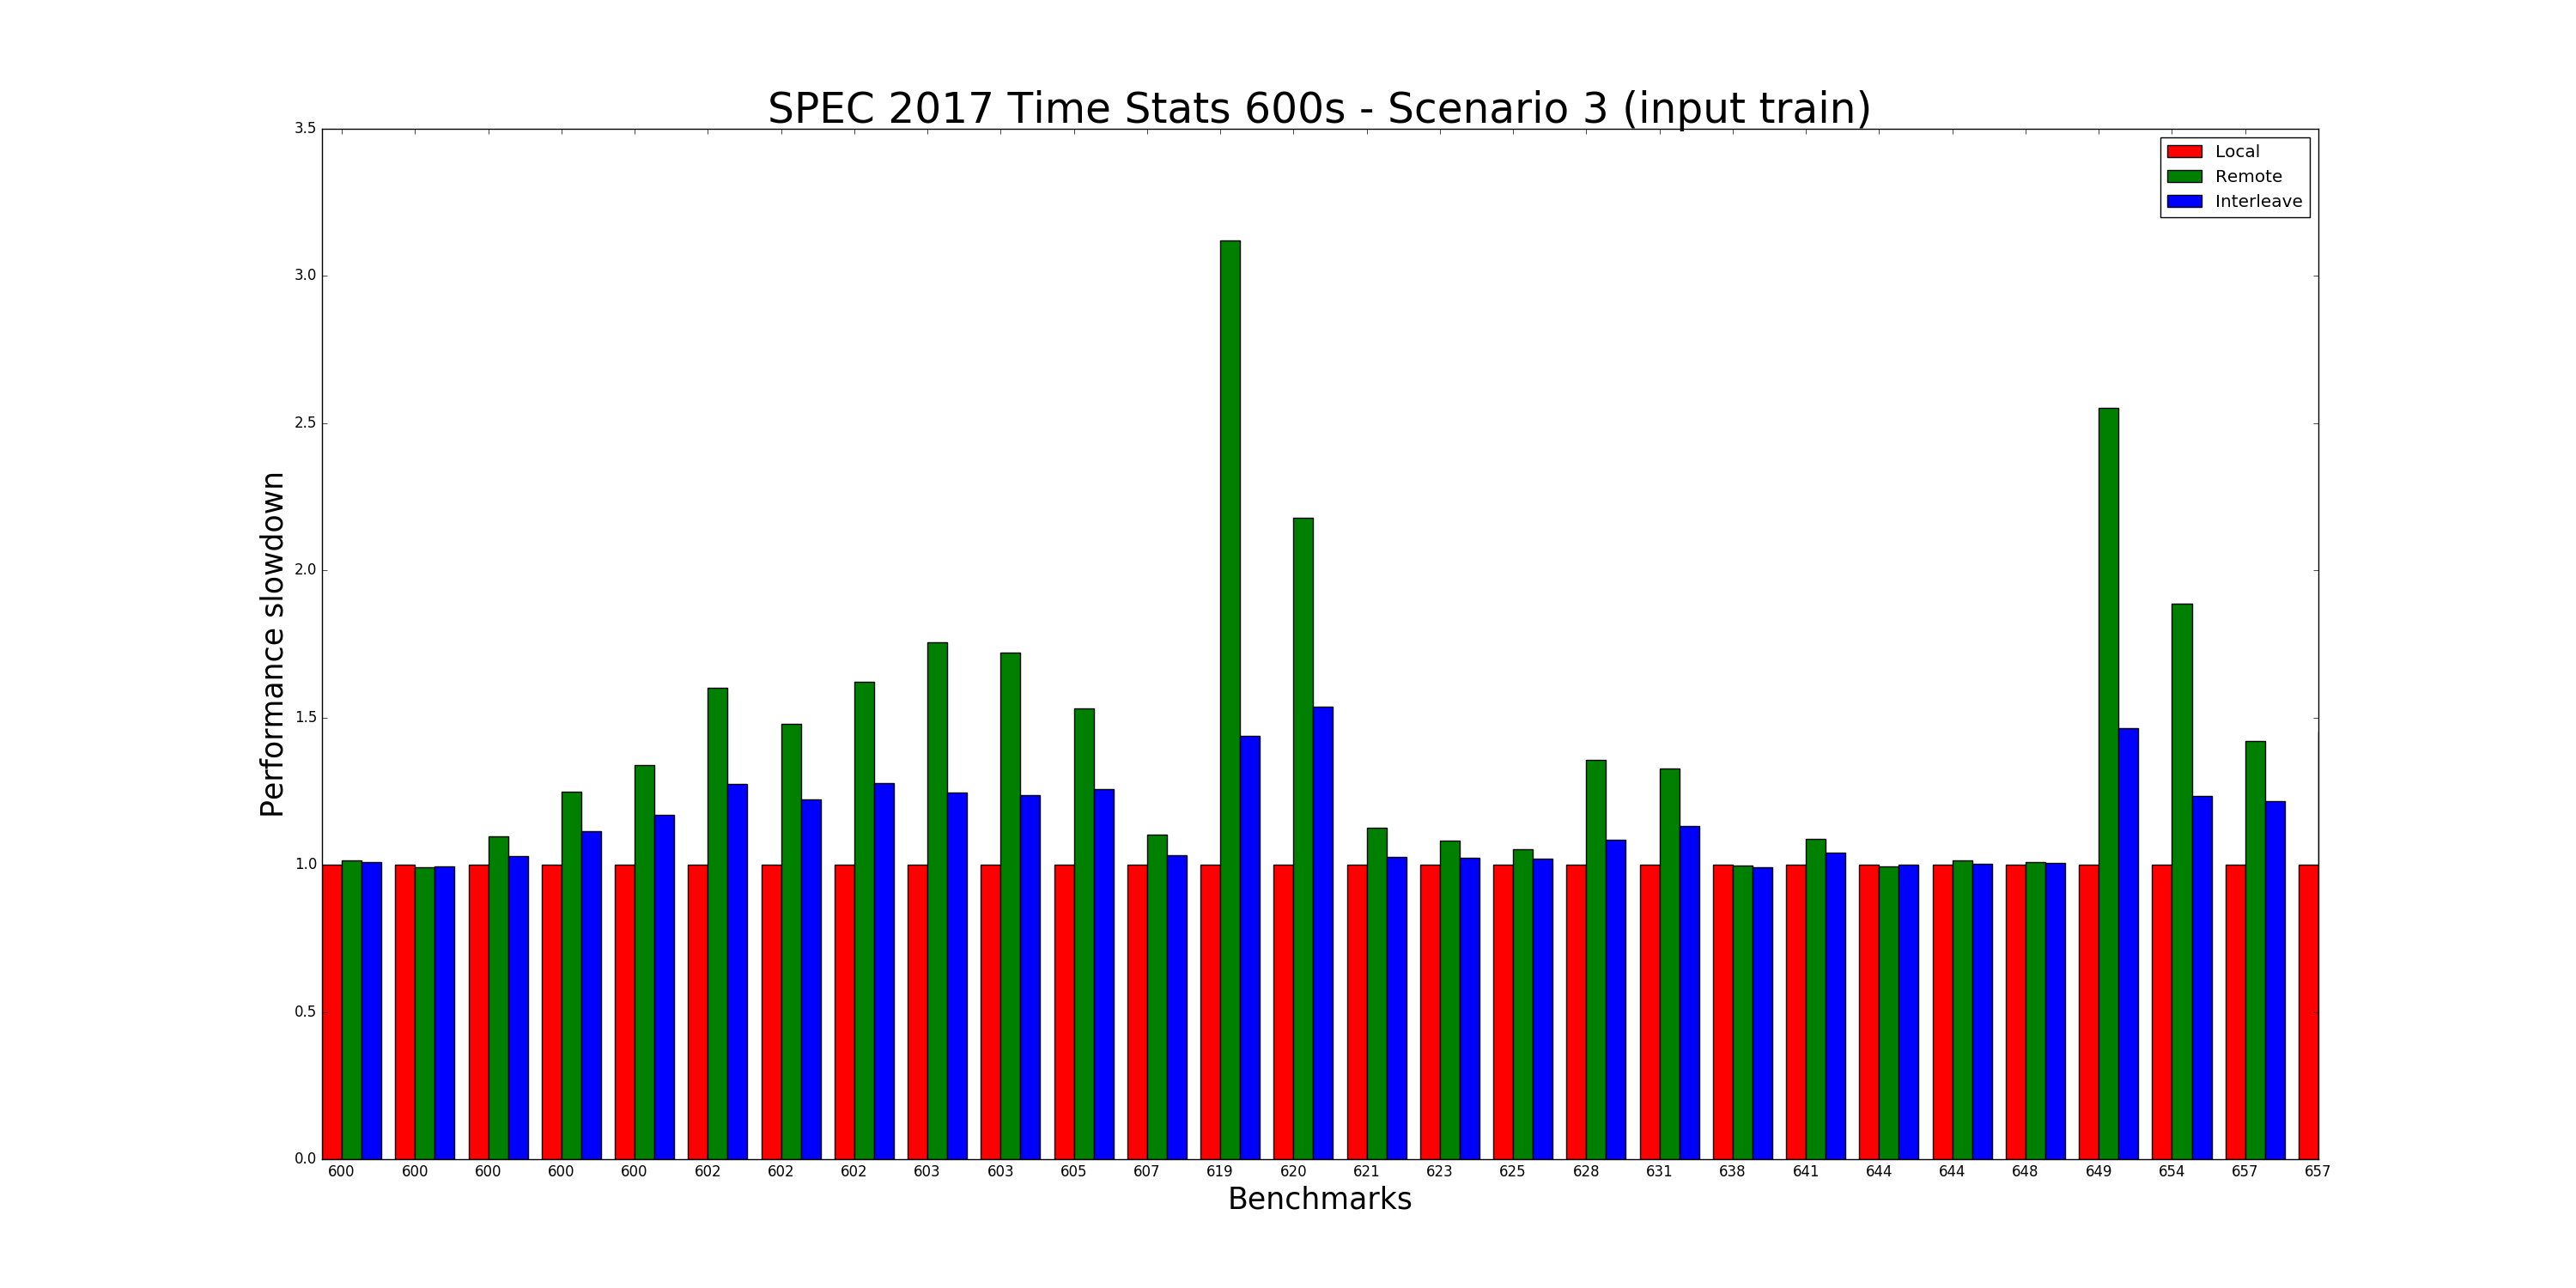 SPEC 2017 Time Stats 600s - Scenario 3 (input train)
3.5
3.0
2.5
2.0
1.5
1.0
0.5
0.0
Performance slowdown
Local
Remote
Interleave
600 600 600 600 600 602 602 602 603 603 605 607 619 620 621 623 625 628 631 638 641 644 644 648 649 654 657 657
Benchmarks